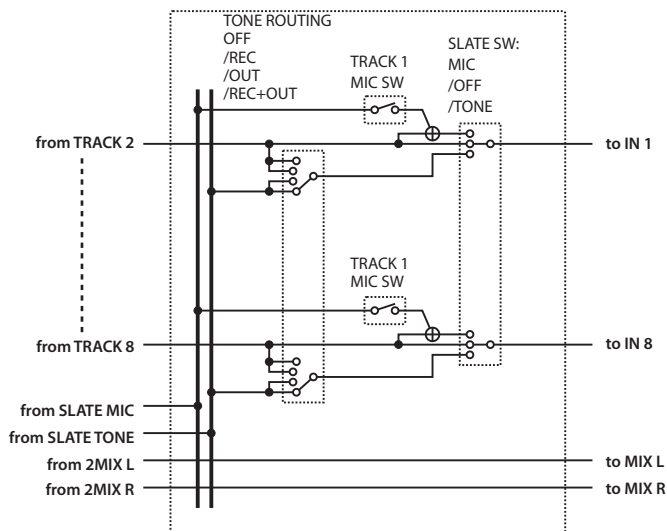 TONE ROUTING
OFF
/REC
/OUT
/REC+OUT
TRACK 1
MIC SW
SLATE SW:
MIC
/OFF
/TONE
from TRACK 2
to IN 1
TRACK 1
MIC SW
from TRACK 8
to IN 8
from SLATE MIC
from SLATE TONE
from 2MIX L
to MIX L
from 2MIX R
to MIX R